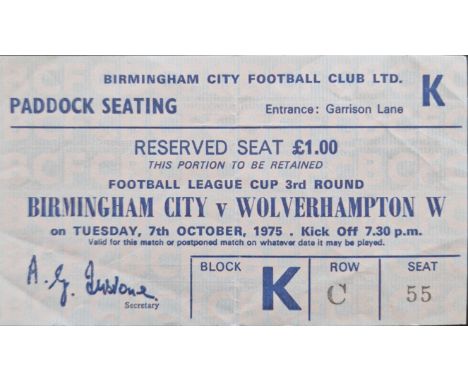 BIRMINGHAM CITY FOOTBALL CLUB LTD. K
PADDOCK SEATING Entrance: Garrison Lane
RESERVED SEAT £1.00
THIS PORTION TO BE RETAINED
FOOTBALL LEAGUE CUP 3rd ROUND
BIRMINGHAM CITY v WOLVERHAMPTON W
on TUESDAY, 7th OCTOBER, 1975 . Kick Off 7.30 p.m.
Valid for this match or postponed match on whatever date it may be played.
A. G.
Secretary
BLOCK ROW SEAT
K C 55